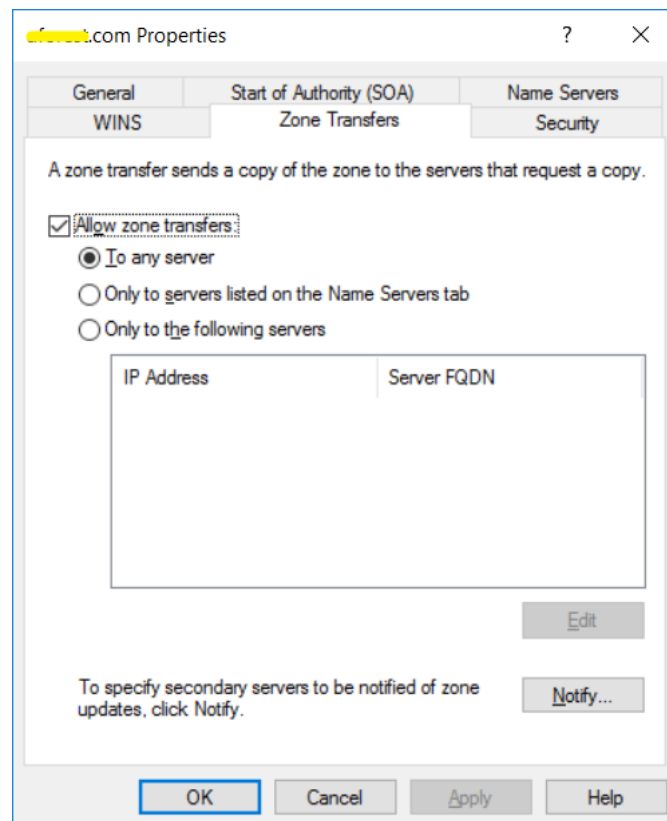 .com Properties
?
General
Start of Authority (SOA)
Name Servers
WINS
Zone Transfers
Security
A zone transfer sends a copy of the zone to the servers that request a copy.
Allow zone transfers:
To any server
Only to servers listed on the Name Servers tab
Only to the following servers
IP Address
Server FQDN
Edit
To specify secondary servers to be notified of zone
updates, click Notify.
Notify...
OK
Cancel
Apply
Help